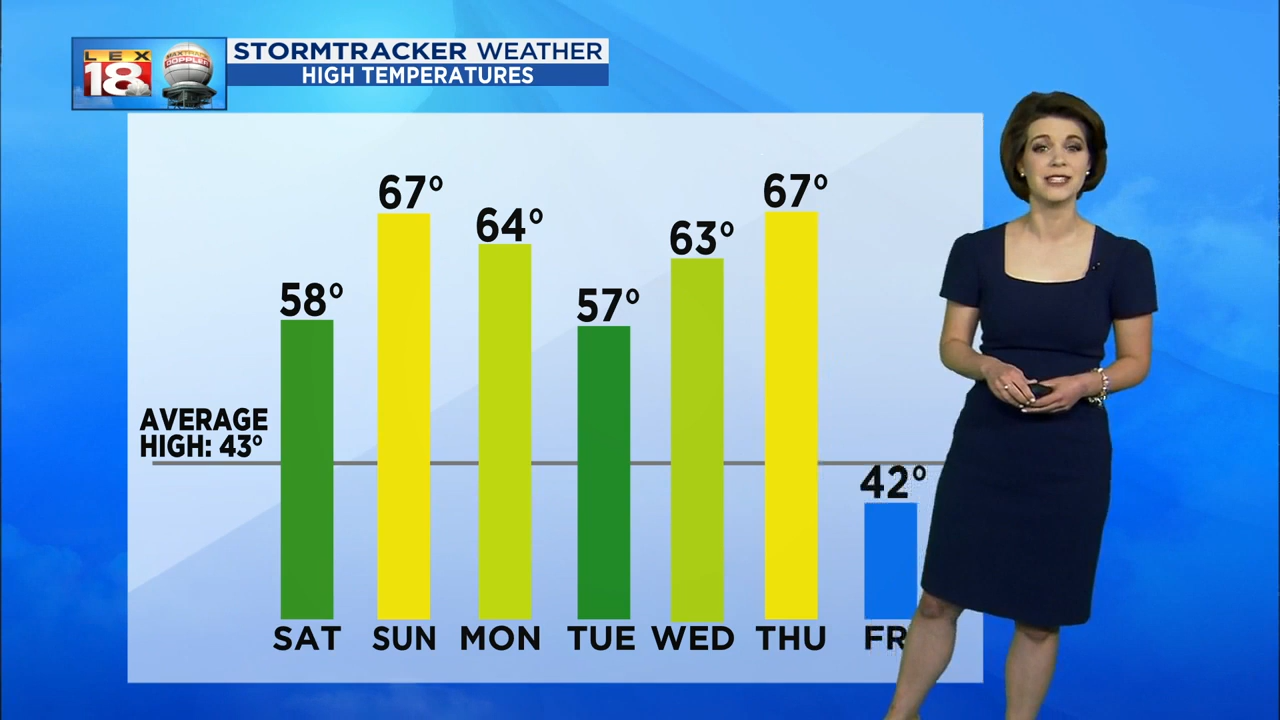 LEX
18
MAXTRACK
DOPPLER
STORMTRACKER WEATHER
HIGH TEMPERATURES
67°
67°
64°
63°
58°
57°
AVERAGE
HIGH: 43°
42°
SAT SUN MON TUE WED THU FR